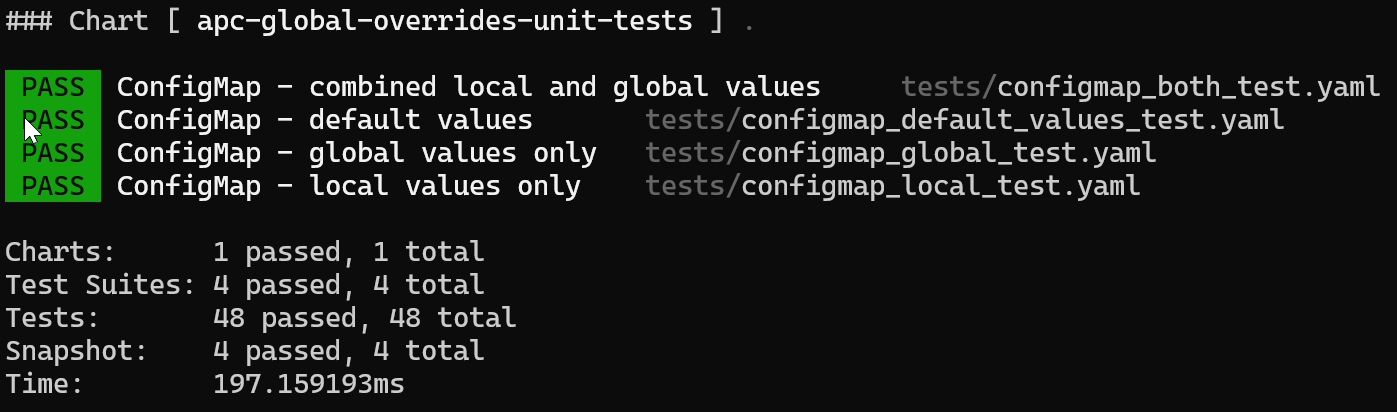 ### Chart [ apc-global-overrides-unit-tests ] .
PASS ConfigMap - combined local and global values tests/configmap_both_test.yaml
PASS ConfigMap - default values tests/configmap_default_values_test.yaml
PASS ConfigMap - global values only tests/configmap_global_test.yaml
PASS ConfigMap - local values only tests/configmap_local_test.yaml
Charts: 1 passed, 1 total
Test Suites: 4 passed, 4 total
Tests: 48 passed, 48 total
Snapshot: 4 passed, 4 total
Time: 197.159193ms